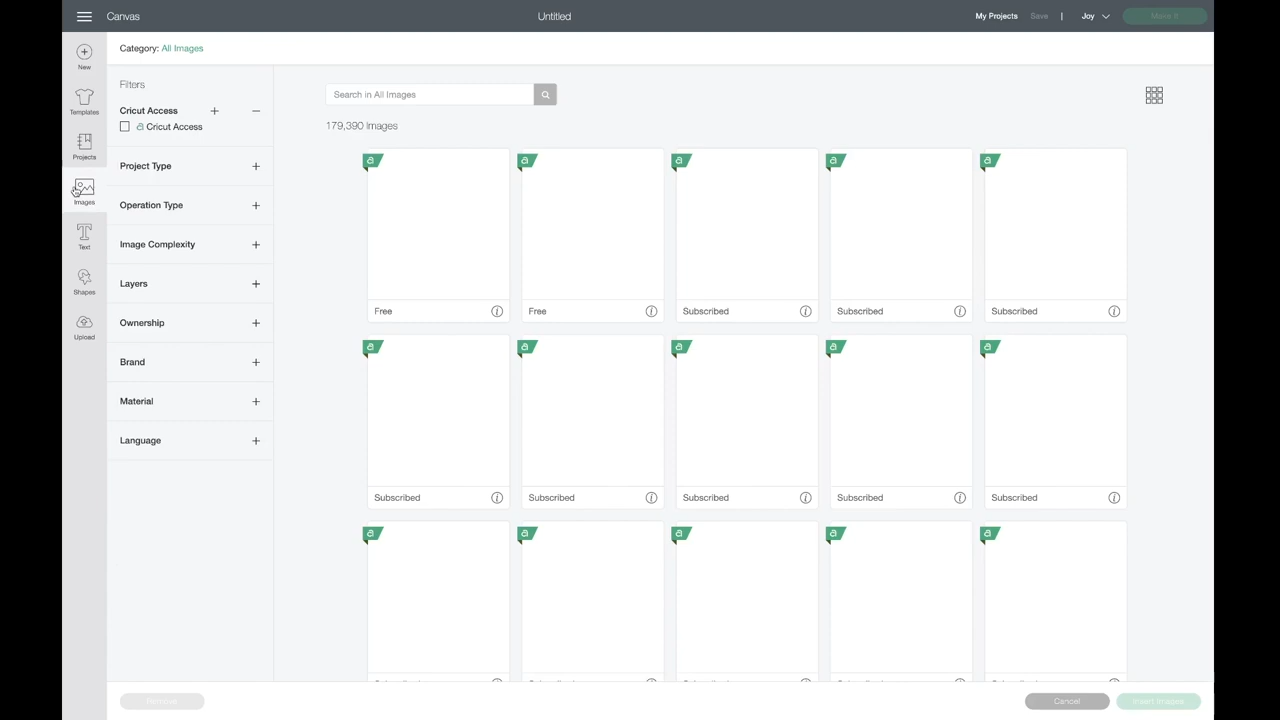 Canvas
Untitled
My Projects Save | Joy Make It
New
Templates
Projects
Images
Text
Shapes
Upload
Category: All Images
Filters
Cricut Access
Cricut Access
Project Type
Operation Type
Image Complexity
Layers
Ownership
Brand
Material
Language
Search in All Images
179,390 Images
Free Free Subscribed Subscribed Subscribed
Subscribed Subscribed Subscribed Subscribed Subscribed
Remove
Cancel Insert Images